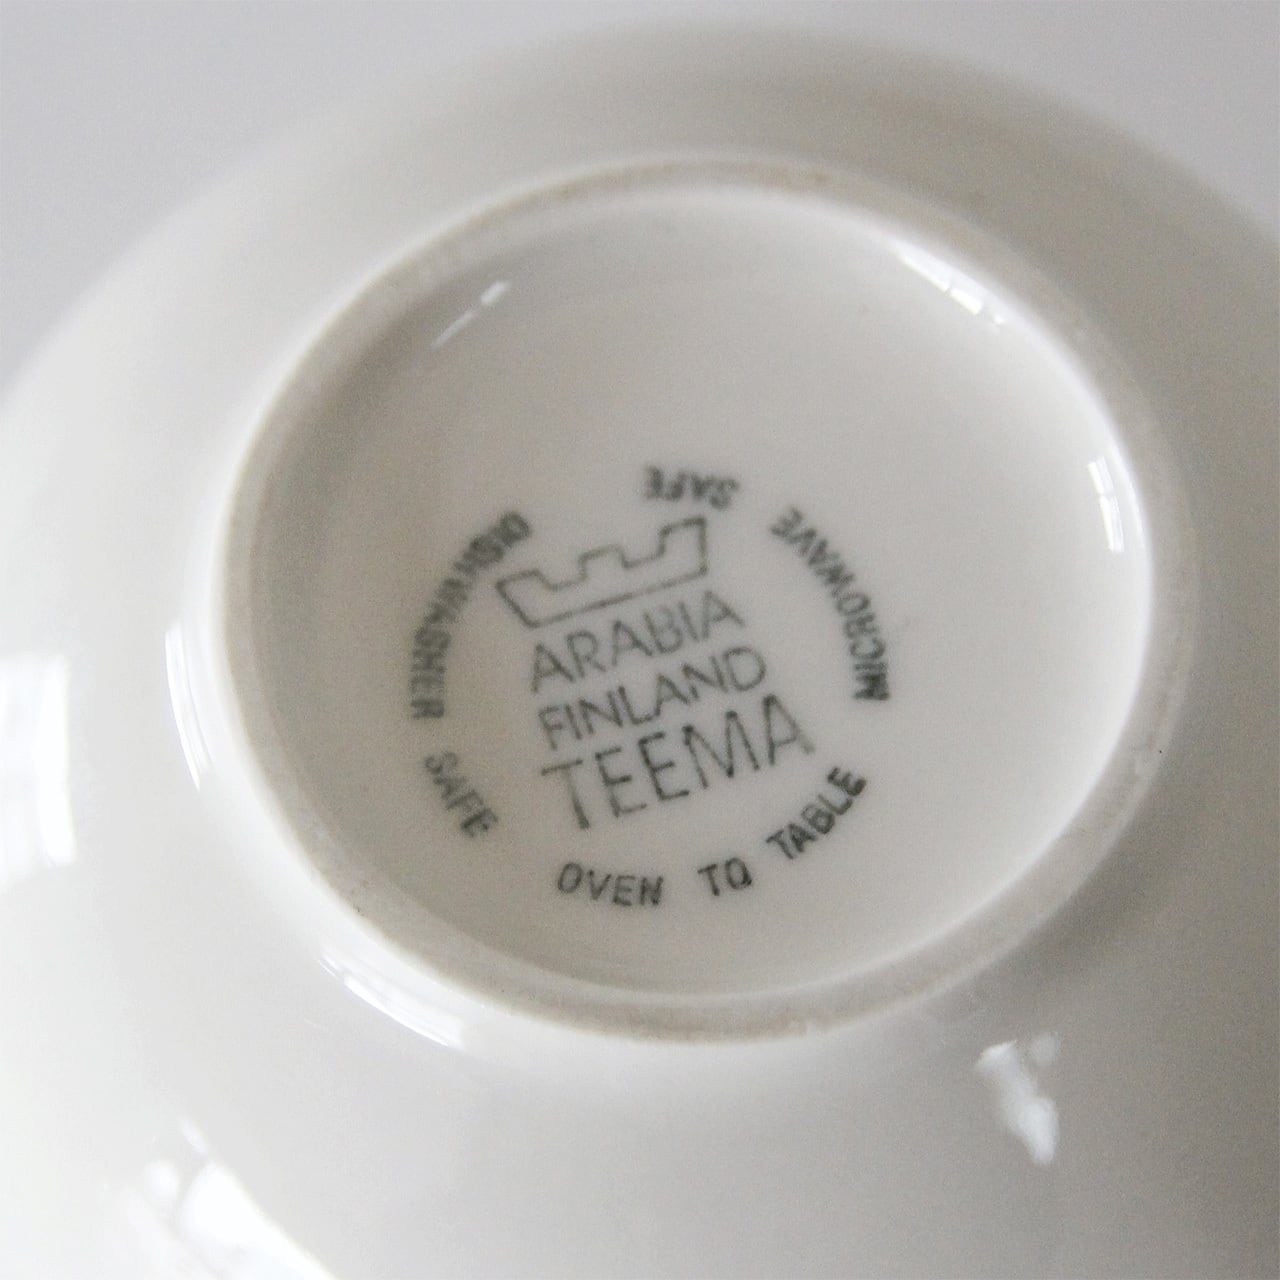 ARABIA
FINLAND
TEEMA
DISHWASHER SAFE
OVEN TO TABLE
MICROWAVE SAFE